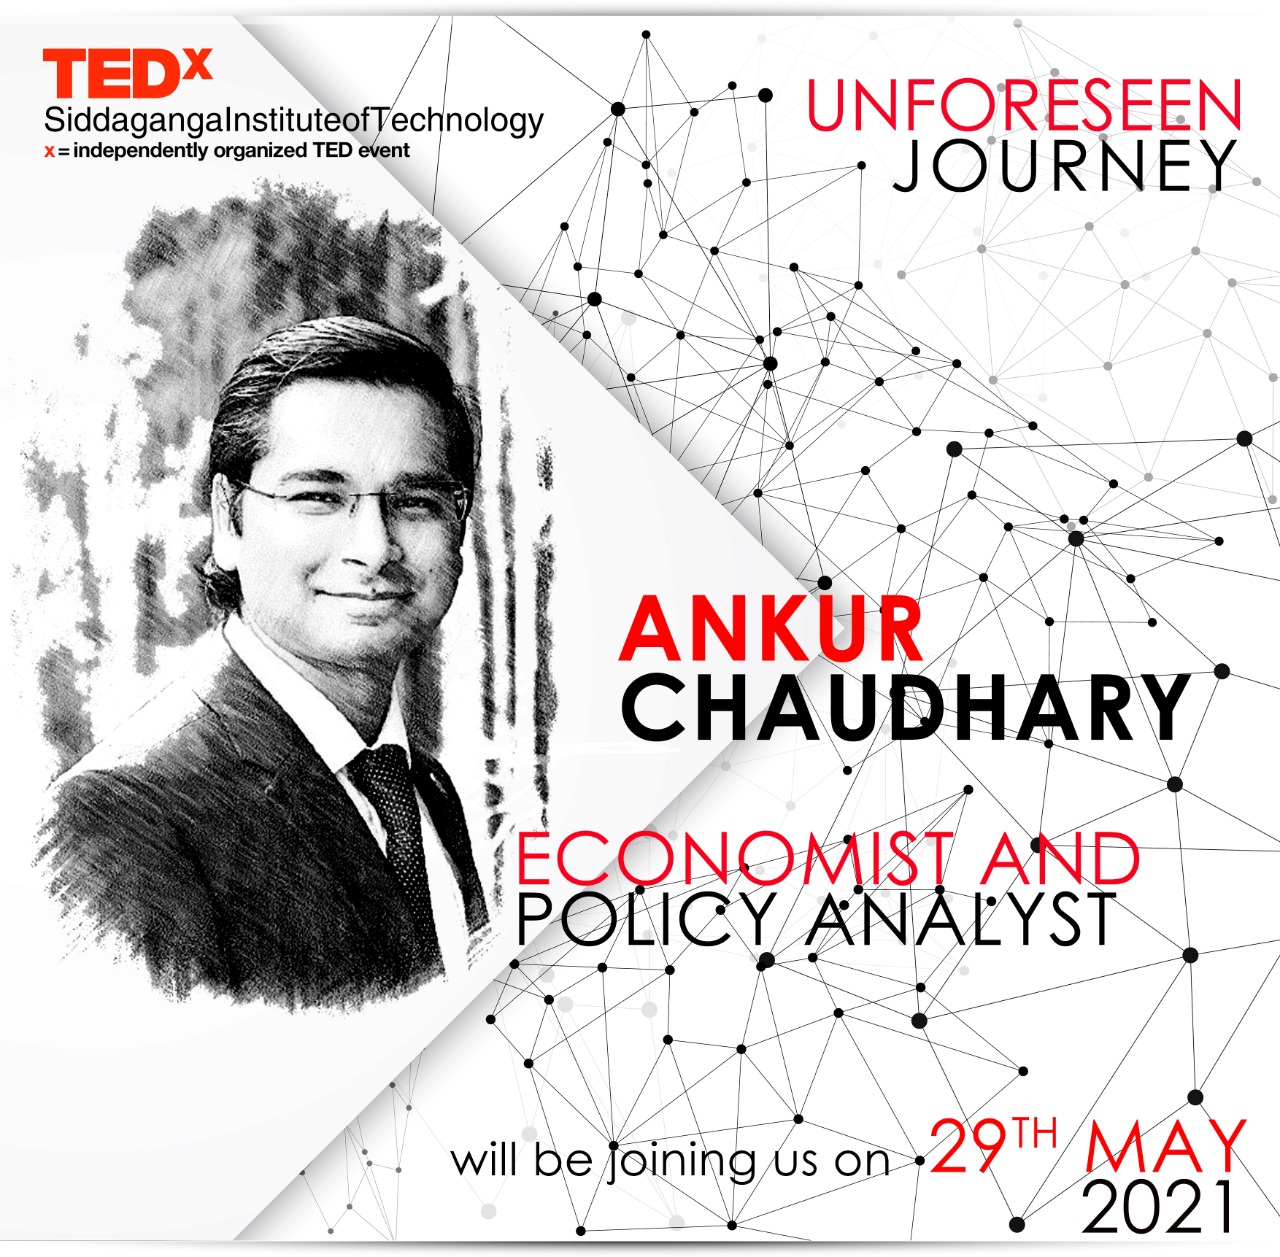 TEDx
SiddagangaInstituteofTechnology
x = independently organized TED event
UNFORESEEN
JOURNEY
ANKUR
CHAUDHARY
ECONOMIST AND
POLICY ANALYST
will be joining us on 29TH MAY
2021